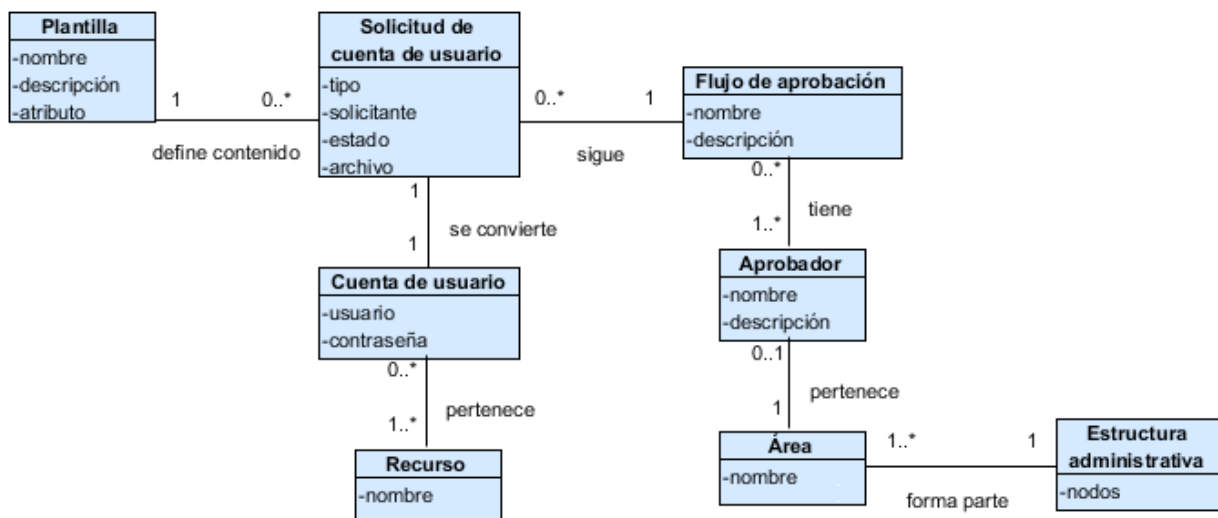 Plantilla
-nombre
-descripción
-atributo
1
0..*
define contenido
Solicitud de
cuenta de usuario
-tipo
-solicitante
-estado
-archivo
0..*
1
sigue
Flujo de aprobación
-nombre
-descripción
1
se convierte
1
0..*
tiene
1..*
Cuenta de usuario
-usuario
-contraseña
Aprobador
-nombre
-descripción
0..*
pertenece
1..*
0..1
pertenece
1
Recurso
-nombre
Área
-nombre
1..*
1
forma parte
Estructura
administrativa
-nodos